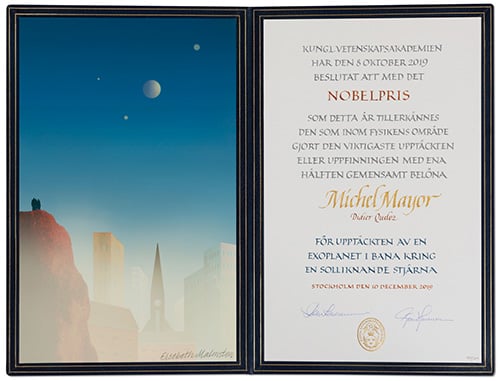 Elsebeth Malmsten
KUNGL. VETENSKAPSAKADEMIEN
HAR DEN 8 OKTOBER 2019
BESLUTAT ATT MED DET
NOBELPRIS
SOM DETTA ÅR TILLERKÄNNES
DEN SOM INOM FYSIKENS OMRÅDE
GJORT DEN VIKTIGASTE UPPTÄCKTEN
ELLER UPPFINNINGEN MED ENA
HÄLFTEN GEMENSAMT BELÖNA
Michel Mayor
Didier Queloz
FÖR UPPTÄCKTEN AV EN
EXOPLANET I BANA KRING
EN SOLLIKNANDE STJÄRNA
STOCKHOLM DEN 10 DECEMBER 2019